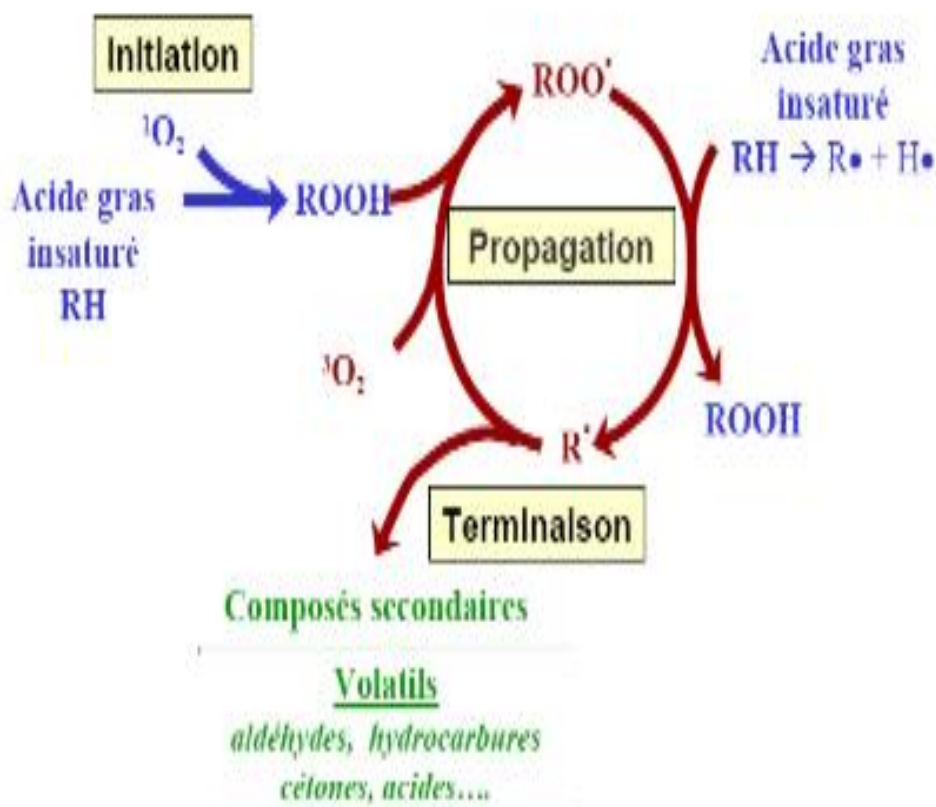 Initiation
¹O₂
Acide gras
insaturé
RH
ROOH
ROO•
Acide gras
insaturé
RH → R• + H•
Propagation
³O₂
R•
ROOH
Terminaison
Composés secondaires
Volatils
aldéhydes, hydrocarbures
cétones, acides....